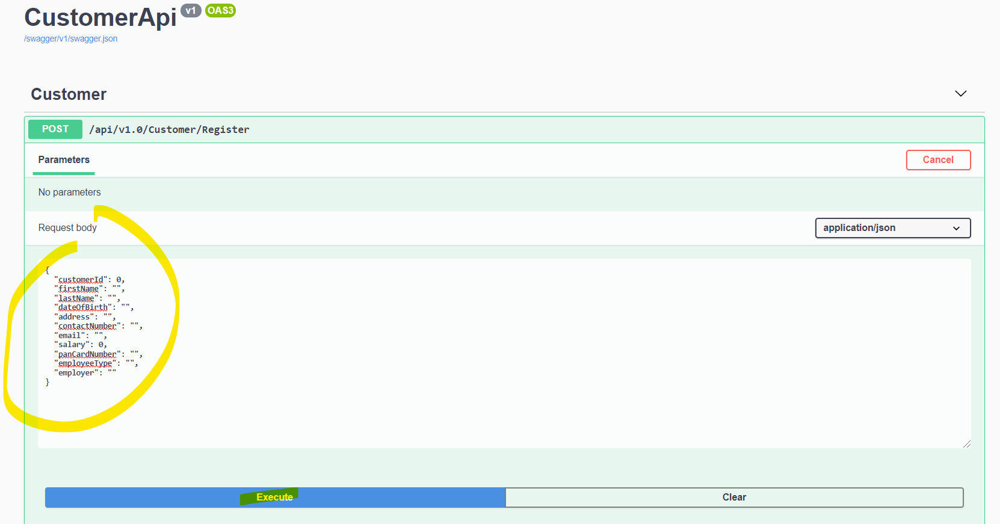 CustomerApi v1 OAS3
/swagger/v1/swagger.json
Customer
POST /api/v1.0/Customer/Register
Parameters Cancel
No parameters
Request body application/json
{
  "customerId": 0,
  "firstName": "",
  "lastName": "",
  "dateOfBirth": "",
  "address": "",
  "contactNumber": "",
  "email": "",
  "salary": 0,
  "panCardNumber": "",
  "employeeType": "",
  "employer": ""
}
Execute Clear